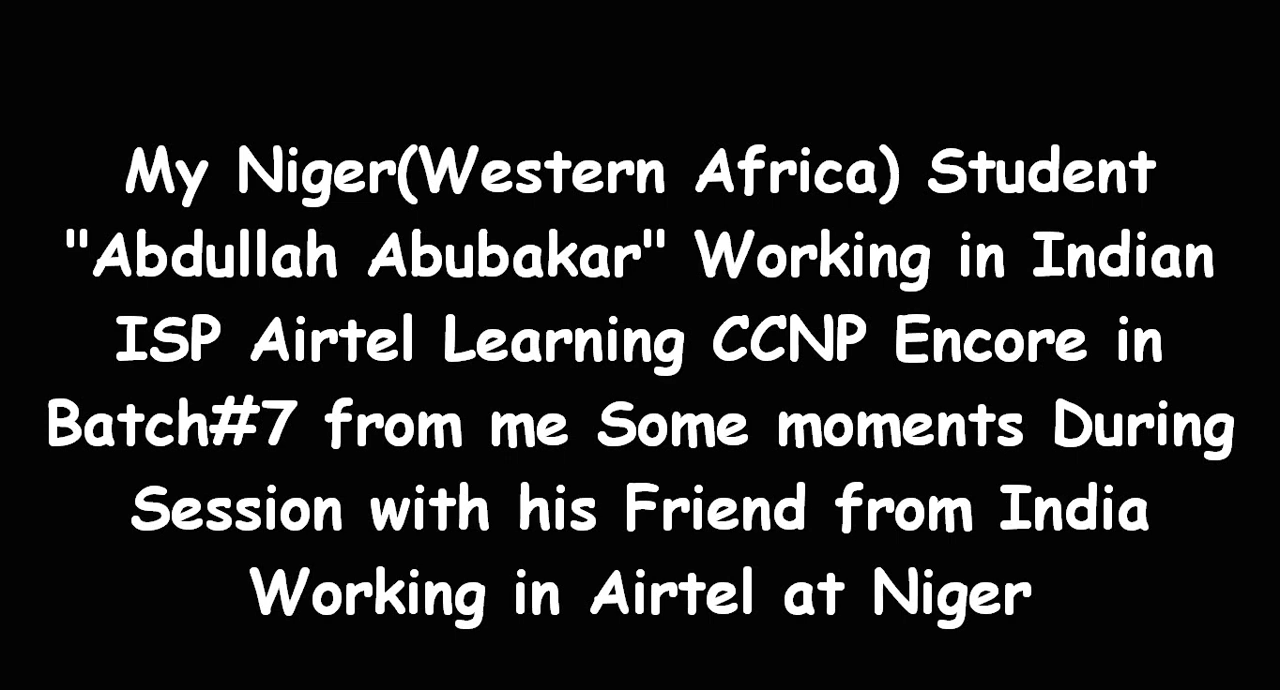 My Niger(Western Africa) Student
"Abdullah Abubakar" Working in Indian
ISP Airtel Learning CCNP Encore in
Batch#7 from me Some moments During
Session with his Friend from India
Working in Airtel at Niger